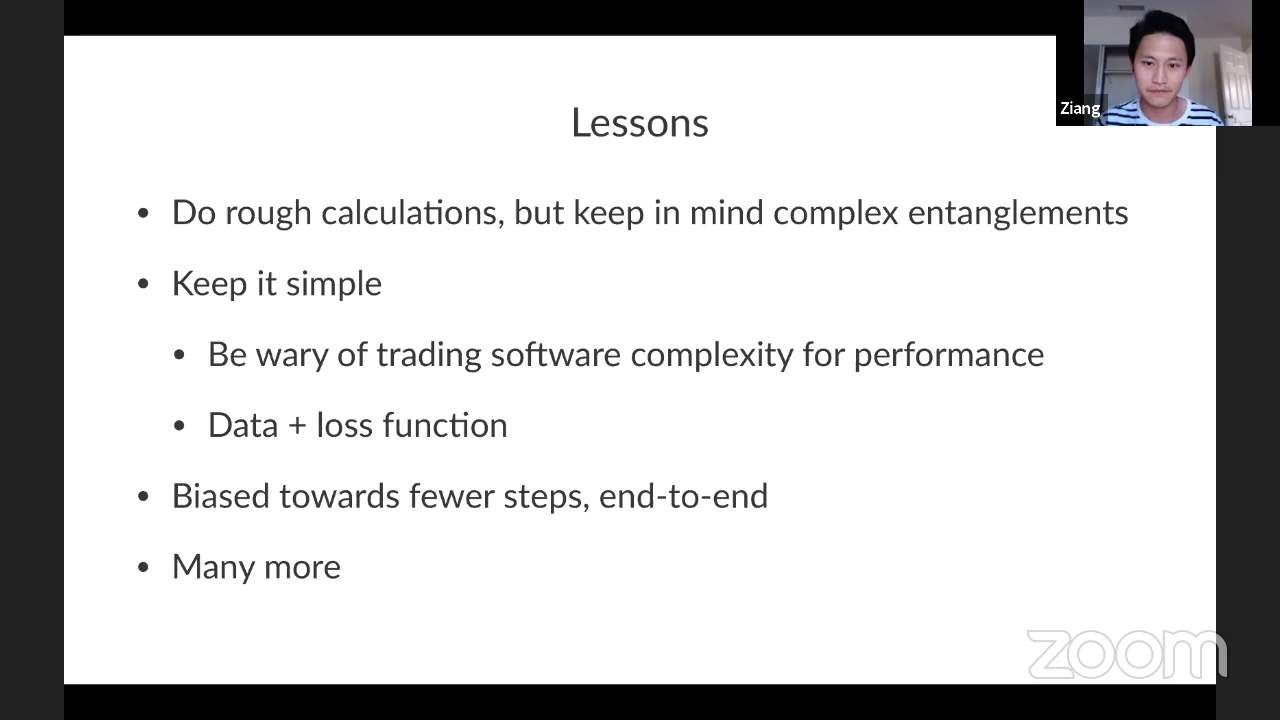 Lessons
Ziang
• Do rough calculations, but keep in mind complex entanglements
• Keep it simple
• Be wary of trading software complexity for performance
• Data + loss function
• Biased towards fewer steps, end-to-end
• Many more
zoom